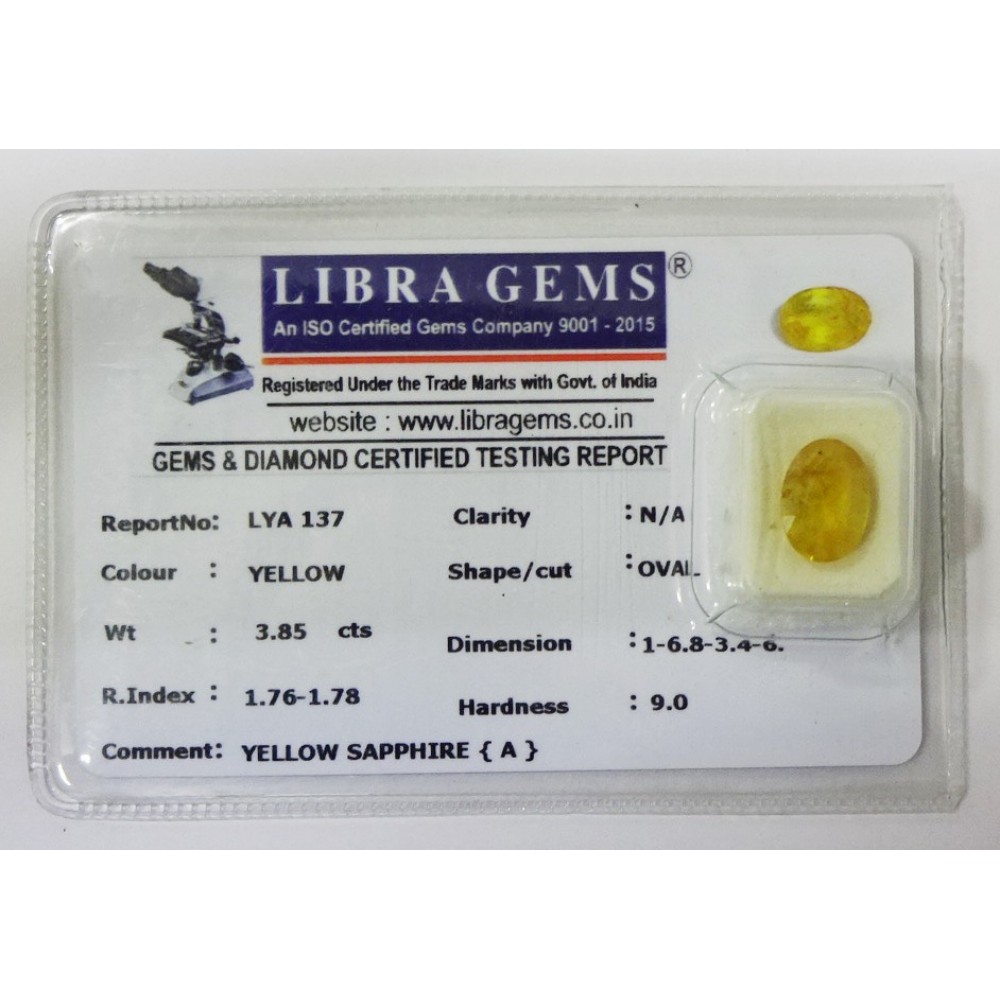 LIBRA GEMS ®
An ISO Certified Gems Company 9001 - 2015
Registered Under the Trade Marks with Govt. of India
website : www.libragems.co.in
GEMS & DIAMOND CERTIFIED TESTING REPORT
ReportNo: LYA 137 Clarity : N/A
Colour : YELLOW Shape/cut : OVAL
Wt : 3.85 cts Dimension : 1-6.8-3.4-6.
R.Index : 1.76-1.78 Hardness : 9.0
Comment: YELLOW SAPPHIRE { A }